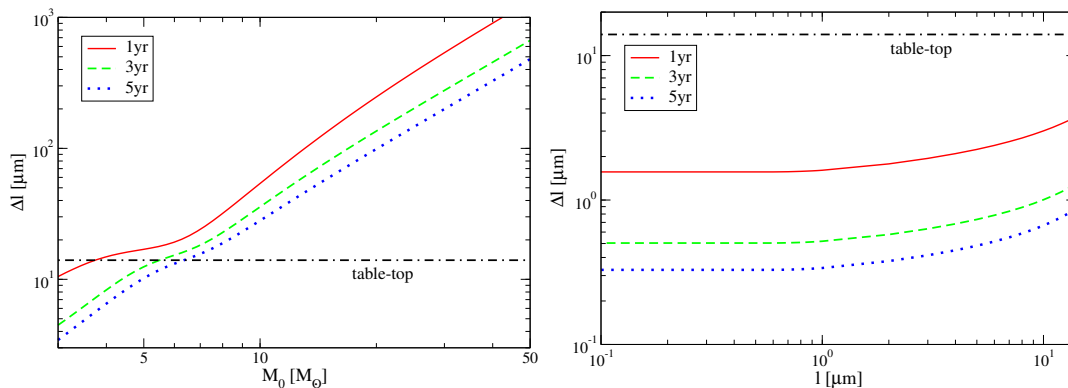 10³
10²
10¹
Δl [μm]
1yr
3yr
5yr
table-top
5
10
50
M₀ [M_Θ]
10¹
10⁰
10⁻¹
Δl [μm]
1yr
3yr
5yr
table-top
10⁻¹
10⁰
10¹
l [μm]